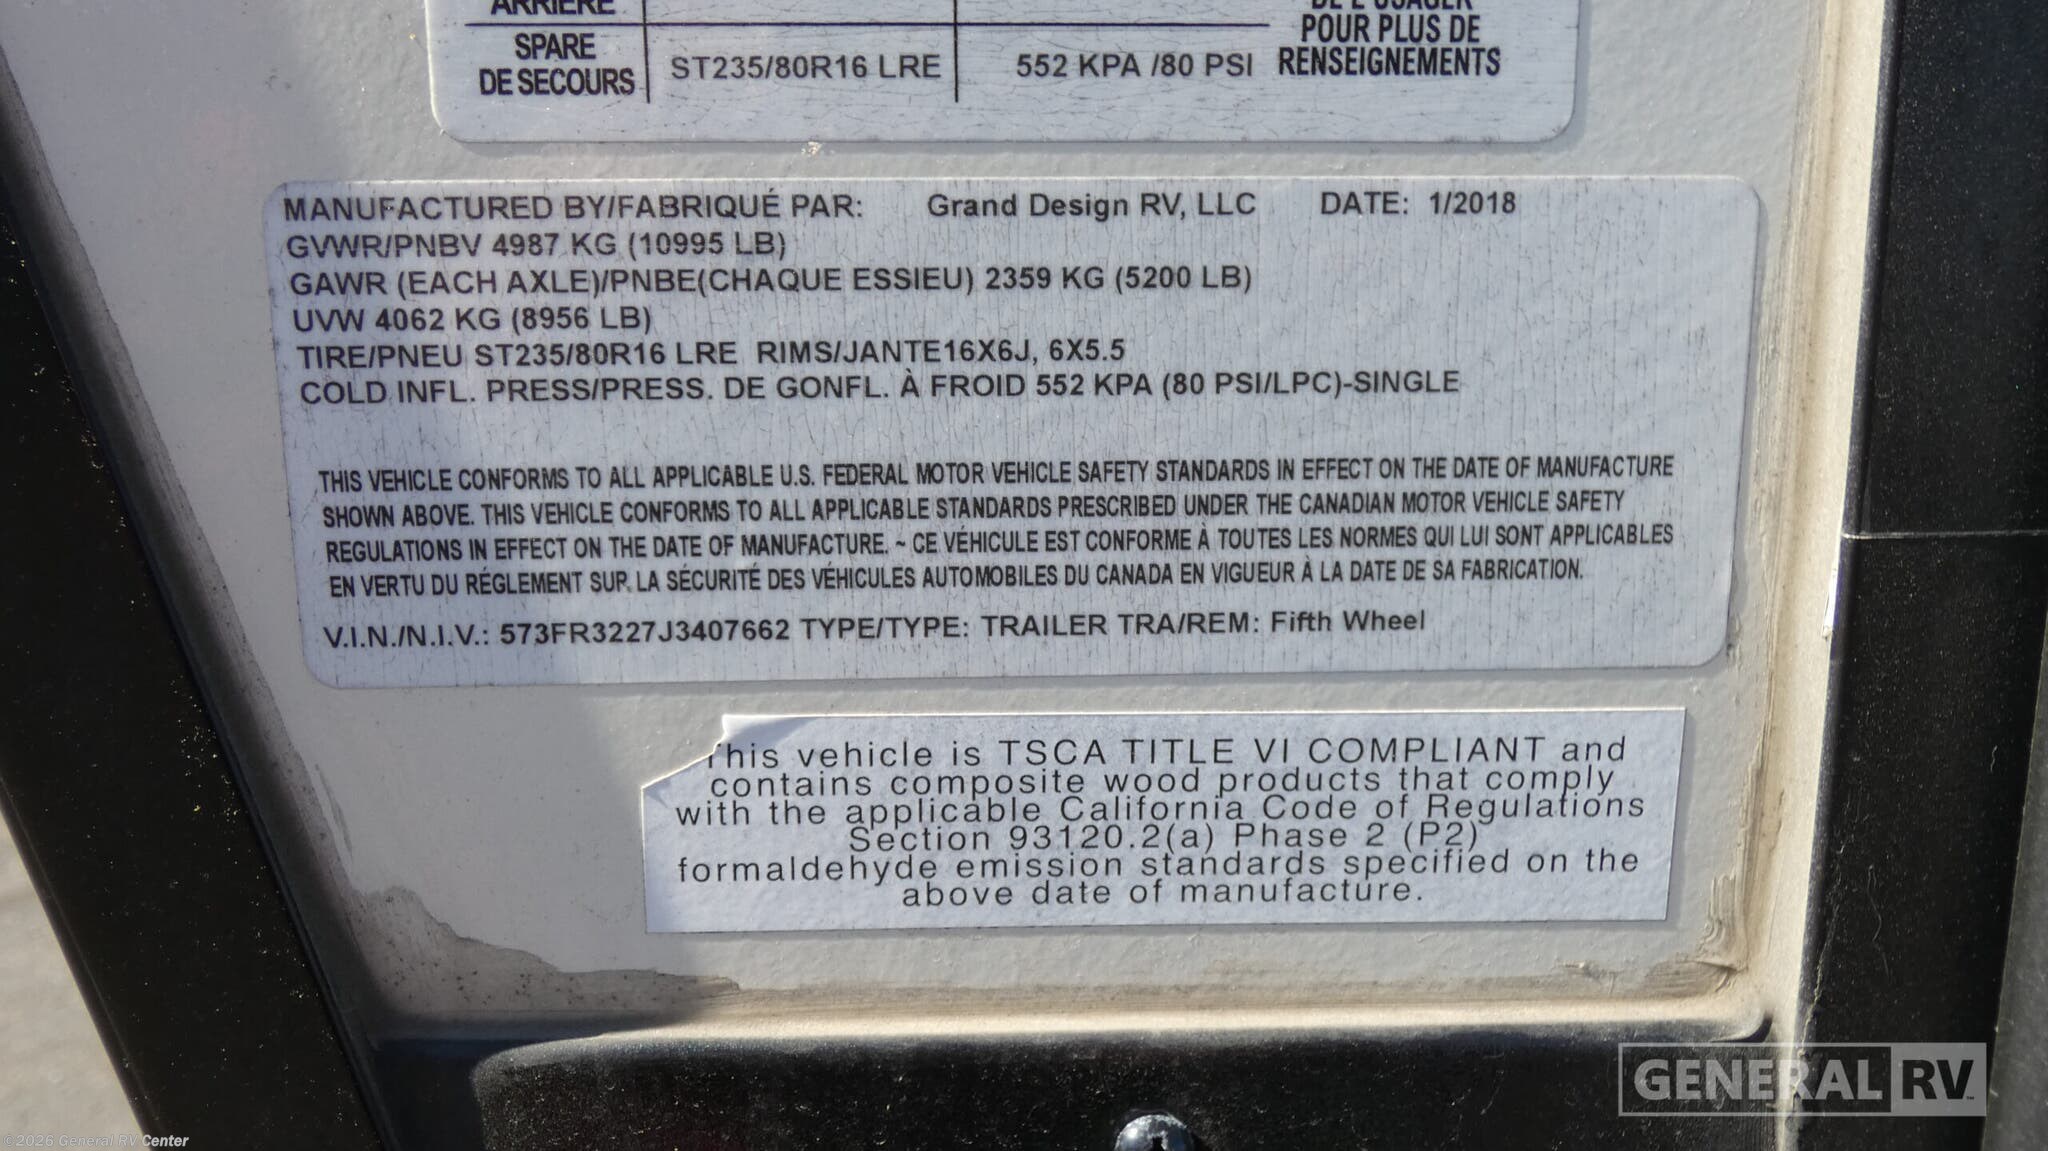 ARRIÈRE
DE L'USAGER
POUR PLUS DE
RENSEIGNEMENTS
SPARE
DE SECOURS
ST235/80R16 LRE
552 KPA /80 PSI
MANUFACTURED BY/FABRIQUÉ PAR: Grand Design RV, LLC DATE: 1/2018
GVWR/PNBV 4987 KG (10995 LB)
GAWR (EACH AXLE)/PNBE(CHAQUE ESSIEU) 2359 KG (5200 LB)
UVW 4062 KG (8956 LB)
TIRE/PNEU ST235/80R16 LRE RIMS/JANTE16X6J, 6X5.5
COLD INFL. PRESS/PRESS. DE GONFL. À FROID 552 KPA (80 PSI/LPC)-SINGLE
THIS VEHICLE CONFORMS TO ALL APPLICABLE U.S. FEDERAL MOTOR VEHICLE SAFETY STANDARDS IN EFFECT ON THE DATE OF MANUFACTURE
SHOWN ABOVE. THIS VEHICLE CONFORMS TO ALL APPLICABLE STANDARDS PRESCRIBED UNDER THE CANADIAN MOTOR VEHICLE SAFETY
REGULATIONS IN EFFECT ON THE DATE OF MANUFACTURE. ~ CE VÉHICULE EST CONFORME À TOUTES LES NORMES QUI LUI SONT APPLICABLES
EN VERTU DU RÉGLEMENT SUR. LA SÉCURITÉ DES VÉHICULES AUTOMOBILES DU CANADA EN VIGUEUR À LA DATE DE SA FABRICATION.
V.I.N./N.I.V.: 573FR3227J3407662 TYPE/TYPE: TRAILER TRA/REM: Fifth Wheel
This vehicle is TSCA TITLE VI COMPLIANT and
contains composite wood products that comply
with the applicable California Code of Regulations
Section 93120.2(a) Phase 2 (P2)
formaldehyde emission standards specified on the
above date of manufacture.
GENERAL RV
©2026 General RV Center